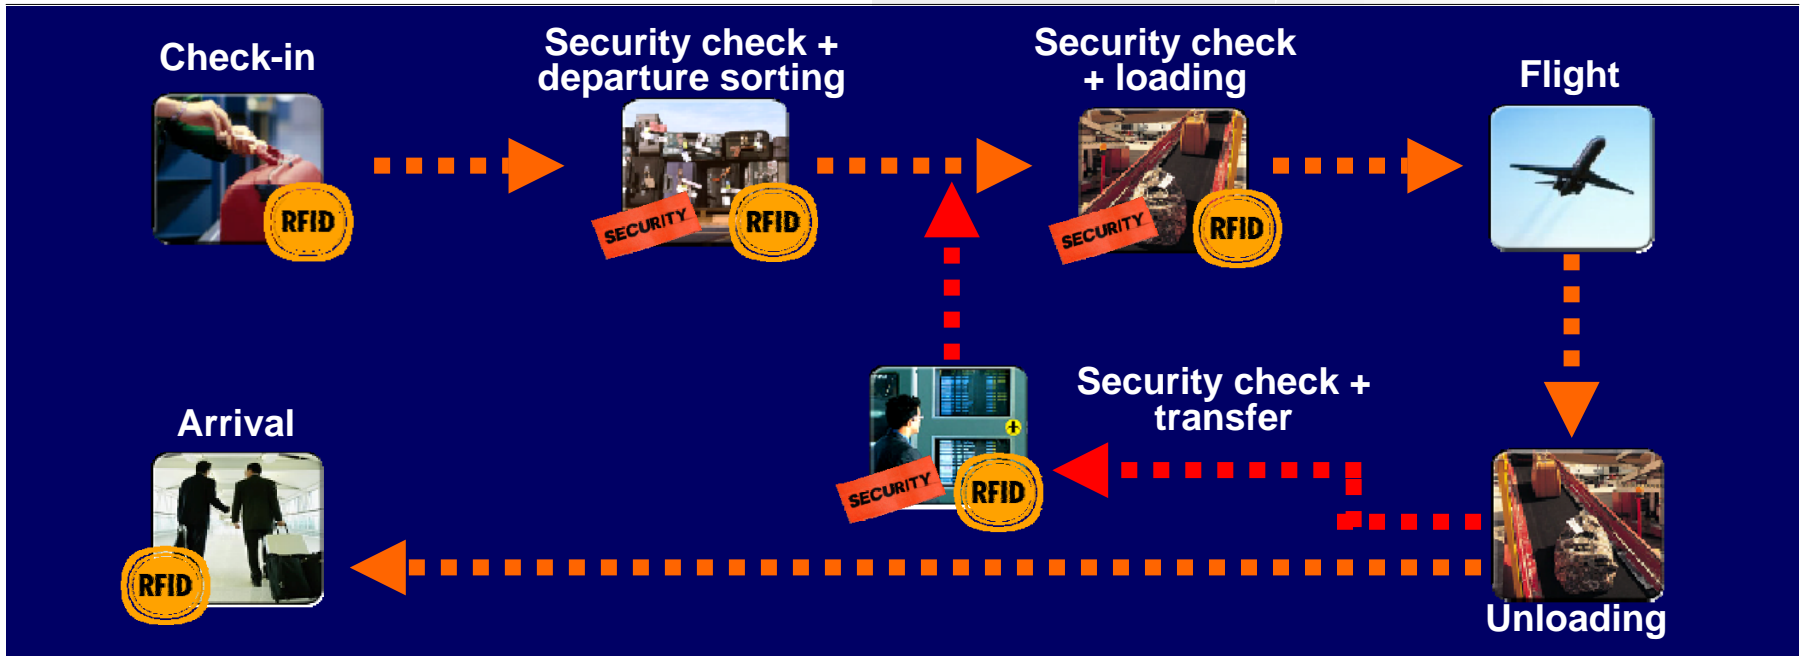 Check-in
Security check +
departure sorting
Security check
+ loading
Flight
RFID
SECURITY
RFID
SECURITY
RFID
Security check +
transfer
Arrival
SECURITY
RFID
RFID
Unloading